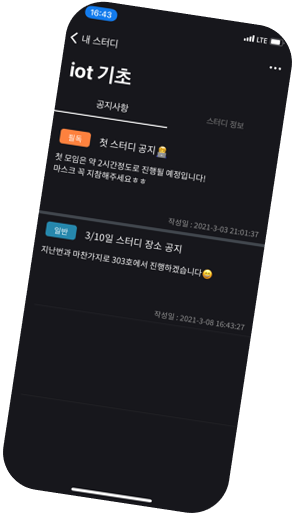 16:43
LTE
내 스터디
iot 기초
공지사항
스터디 정보
필독
첫 스터디 공지
첫 모임은 약 2시간정도로 진행될 예정입니다!
마스크 꼭 지참해주세요ㅎㅎ
작성일 : 2021-3-03 21:01:37
일반
3/10일 스터디 장소 공지
지난번과 마찬가지로 303호에서 진행하겠습니다😄
작성일 : 2021-3-08 16:43:27